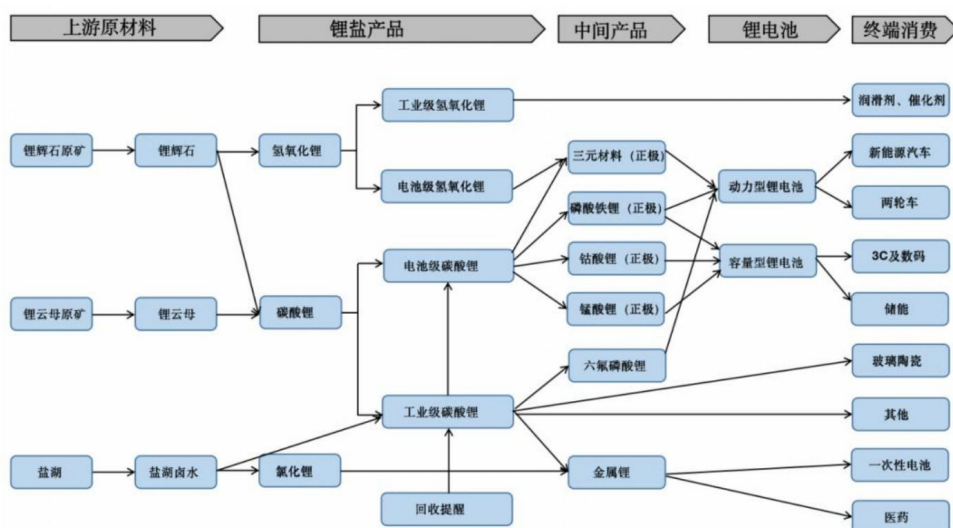 上游原材料
锂盐产品
中间产品
锂电池
终端消费
工业级氢氧化锂
润滑剂、催化剂
锂辉石原矿
锂辉石
氢氧化锂
三元材料（正极）
新能源汽车
电池级氢氧化锂
动力型锂电池
磷酸铁锂（正极）
两轮车
电池级碳酸锂
钴酸锂（正极）
容量型锂电池
3C及数码
锂云母原矿
锂云母
碳酸锂
锰酸锂（正极）
储能
六氟磷酸锂
玻璃陶瓷
工业级碳酸锂
其他
盐湖
盐湖卤水
氯化锂
金属锂
一次性电池
回收提醒
医药